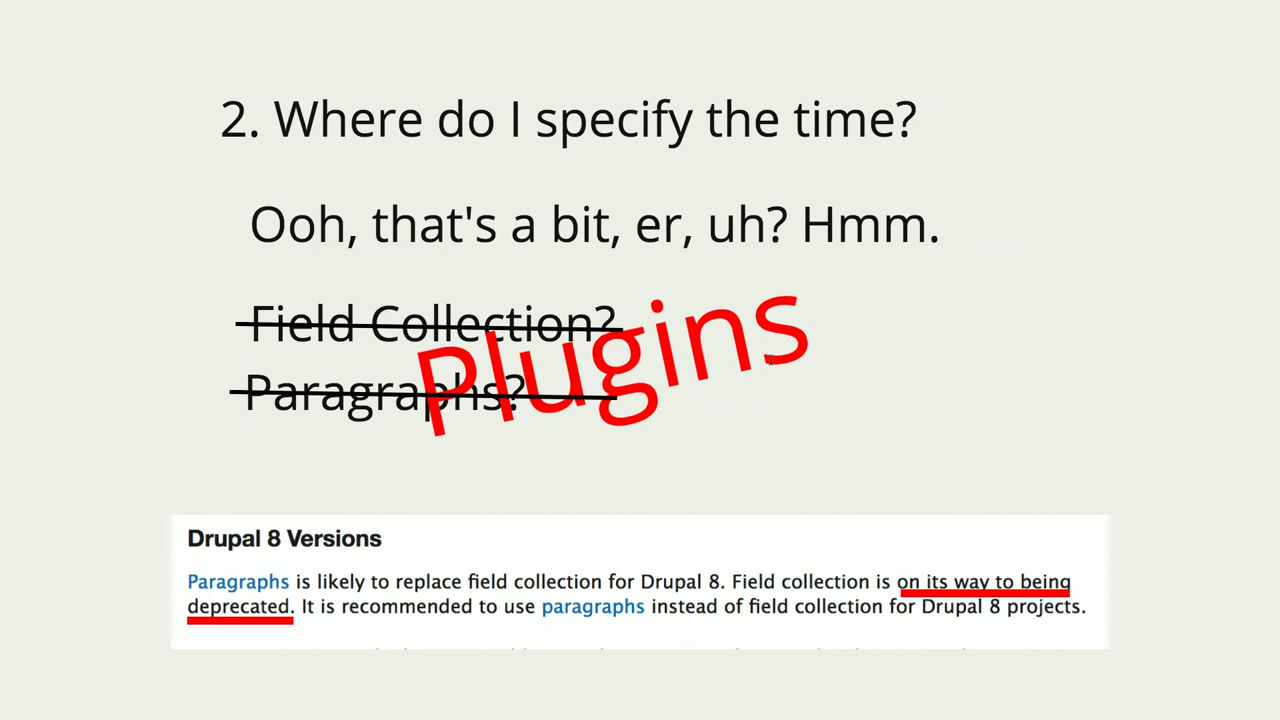 2. Where do I specify the time?
Ooh, that's a bit, er, uh? Hmm.
Field Collection?
Plugins
Paragraphs?
Drupal 8 Versions
Paragraphs is likely to replace field collection for Drupal 8. Field collection is on its way to being
deprecated. It is recommended to use paragraphs instead of field collection for Drupal 8 projects.